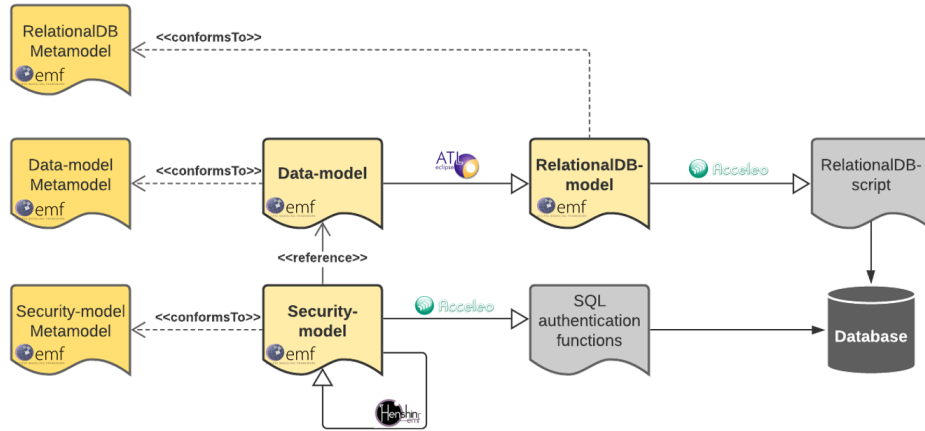 RelationalDB
Metamodel
emf
<<conformsTo>>
Data-model
Metamodel
emf
<<conformsTo>>
Data-model
emf
ATL
eclipse
RelationalDB-
model
emf
Acceleo
RelationalDB-
script
<<reference>>
Security-model
Metamodel
emf
<<conformsTo>>
Security-
model
emf
Acceleo
SQL
authentication
functions
Database
Henshin
emf